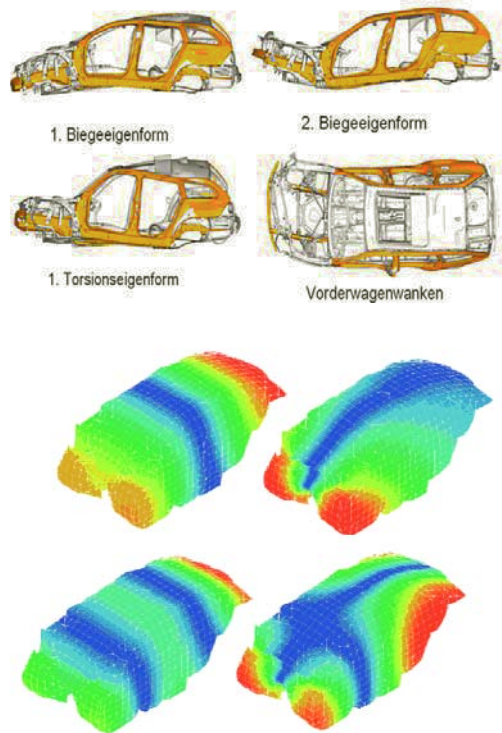 1. Biegeeigenform
2. Biegeeigenform
1. Torsionseigenform
Vorderwagenwanken